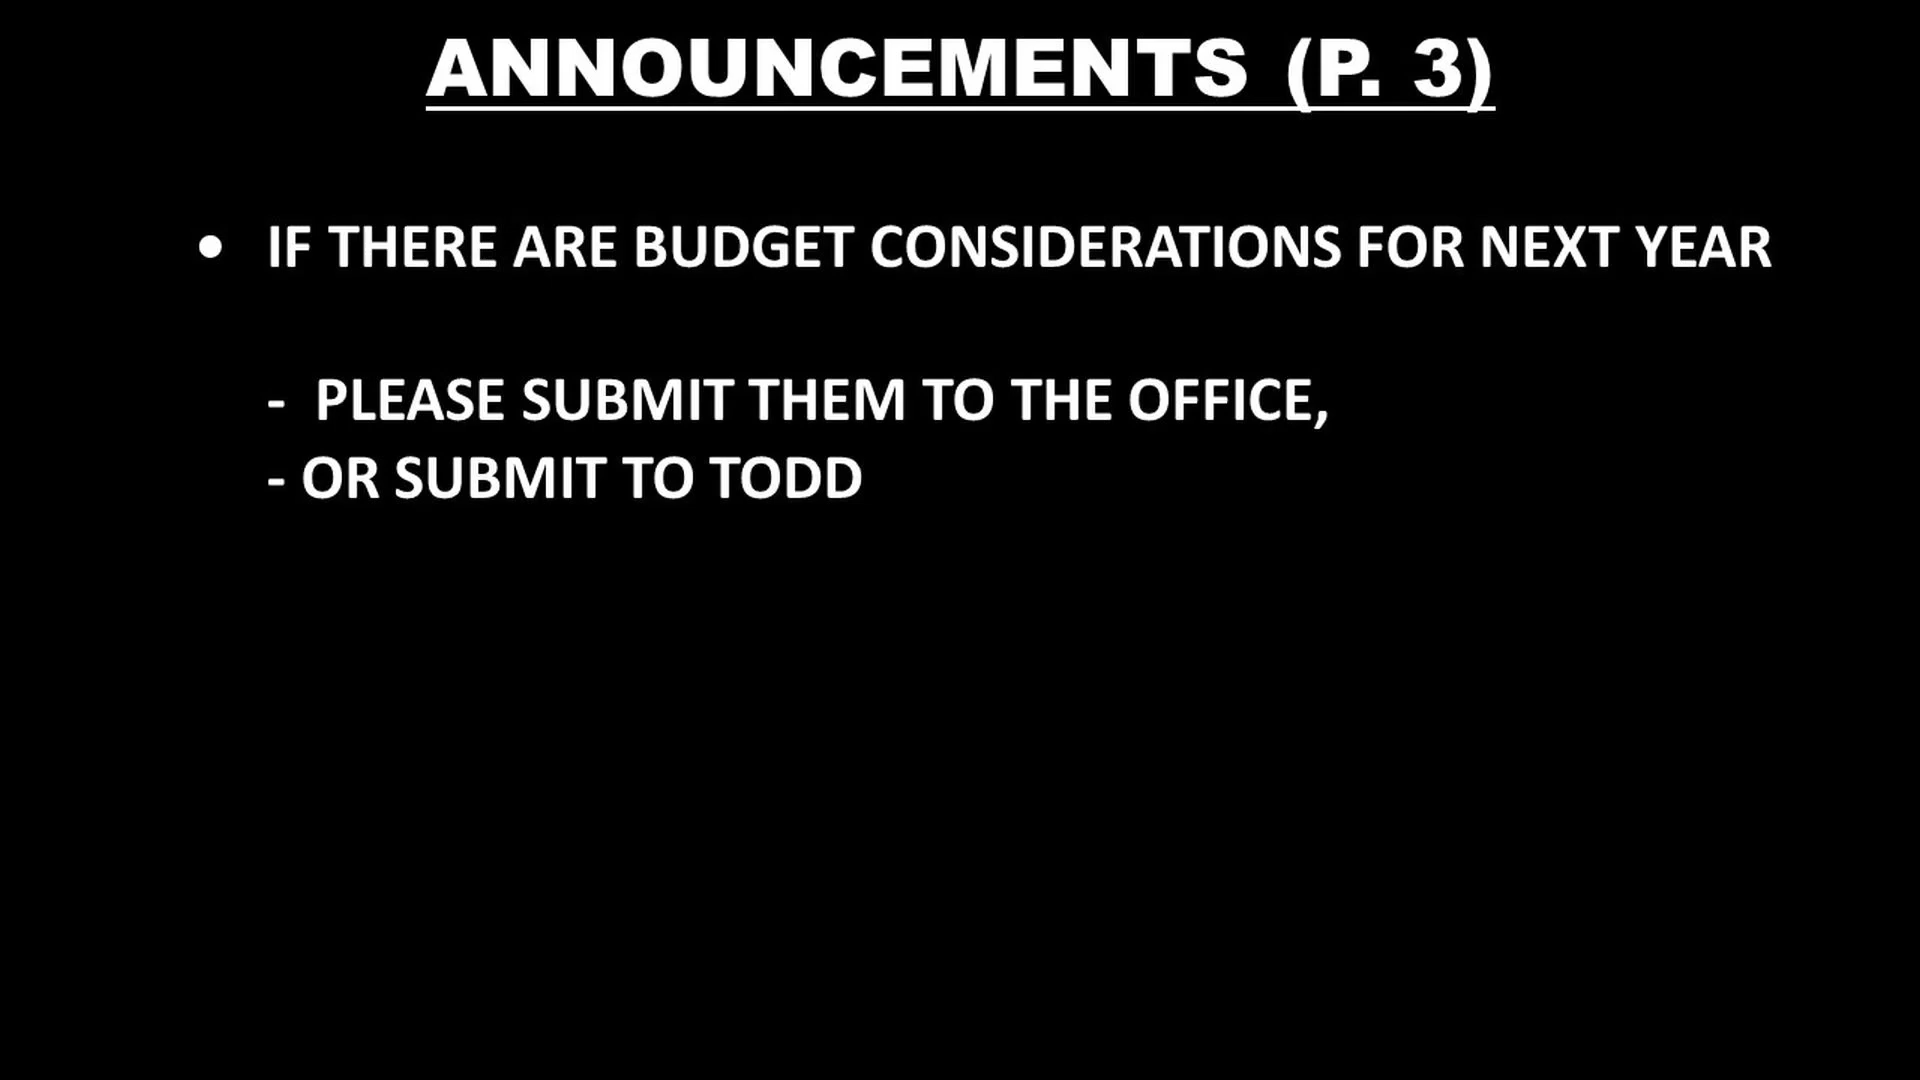 ANNOUNCEMENTS (P. 3)
• IF THERE ARE BUDGET CONSIDERATIONS FOR NEXT YEAR
- PLEASE SUBMIT THEM TO THE OFFICE,
- OR SUBMIT TO TODD